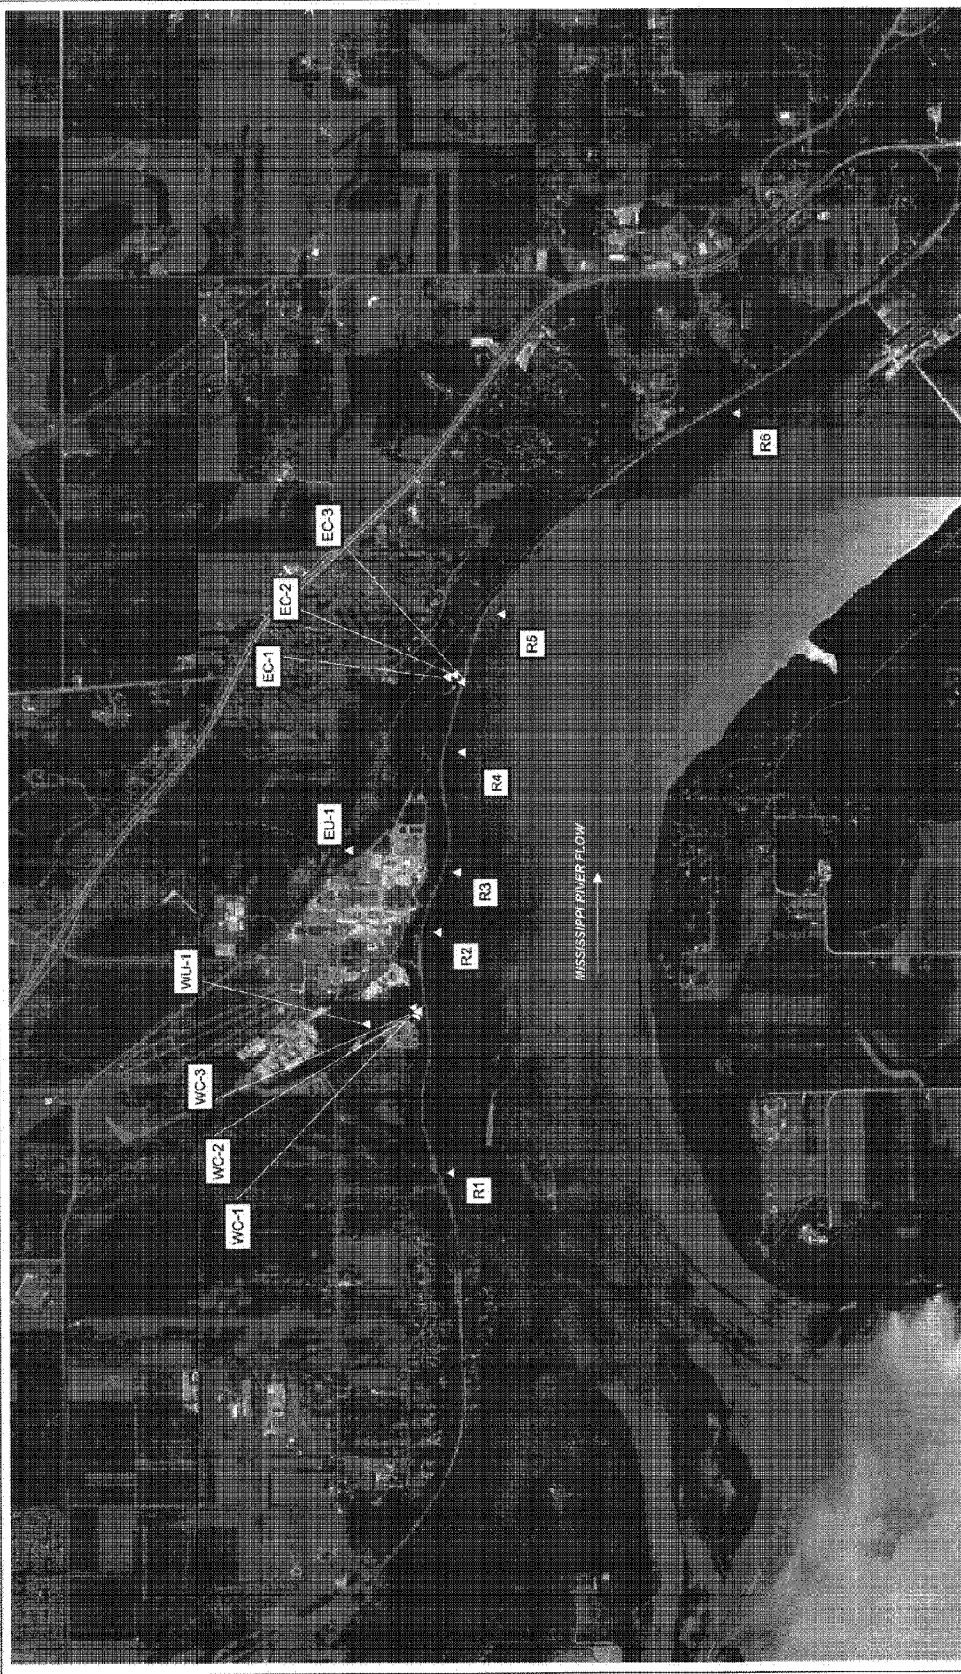 WC-1
WC-2
WC-3
WU-1
EU-1
EC-1
EC-2
EC-3
R1
R2
R3
R4
R5
R6
MISSISSIPPI RIVER FLOW